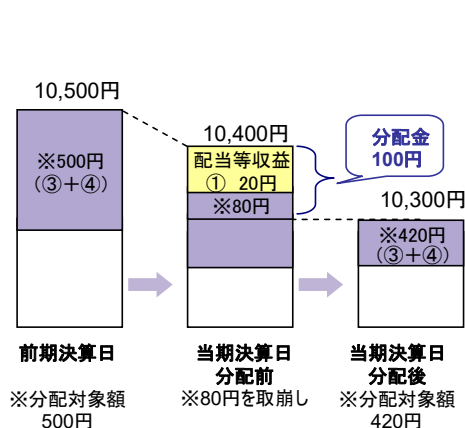 10,500円
※500円
(③+④)
10,400円
配当等収益
① 20円
※80円
分配金
100円
10,300円
※420円
(③+④)
前期決算日
当期決算日
分配前
当期決算日
分配後
※分配対象額
500円
※80円を取崩し
※分配対象額
420円